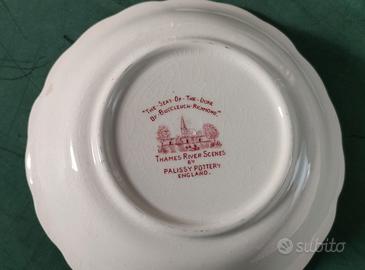 "The·Seat·Of·The·Duke
Of·Buccleuch·Richmond."
Thames River Scenes
By
Palissy Pottery
England.
subito